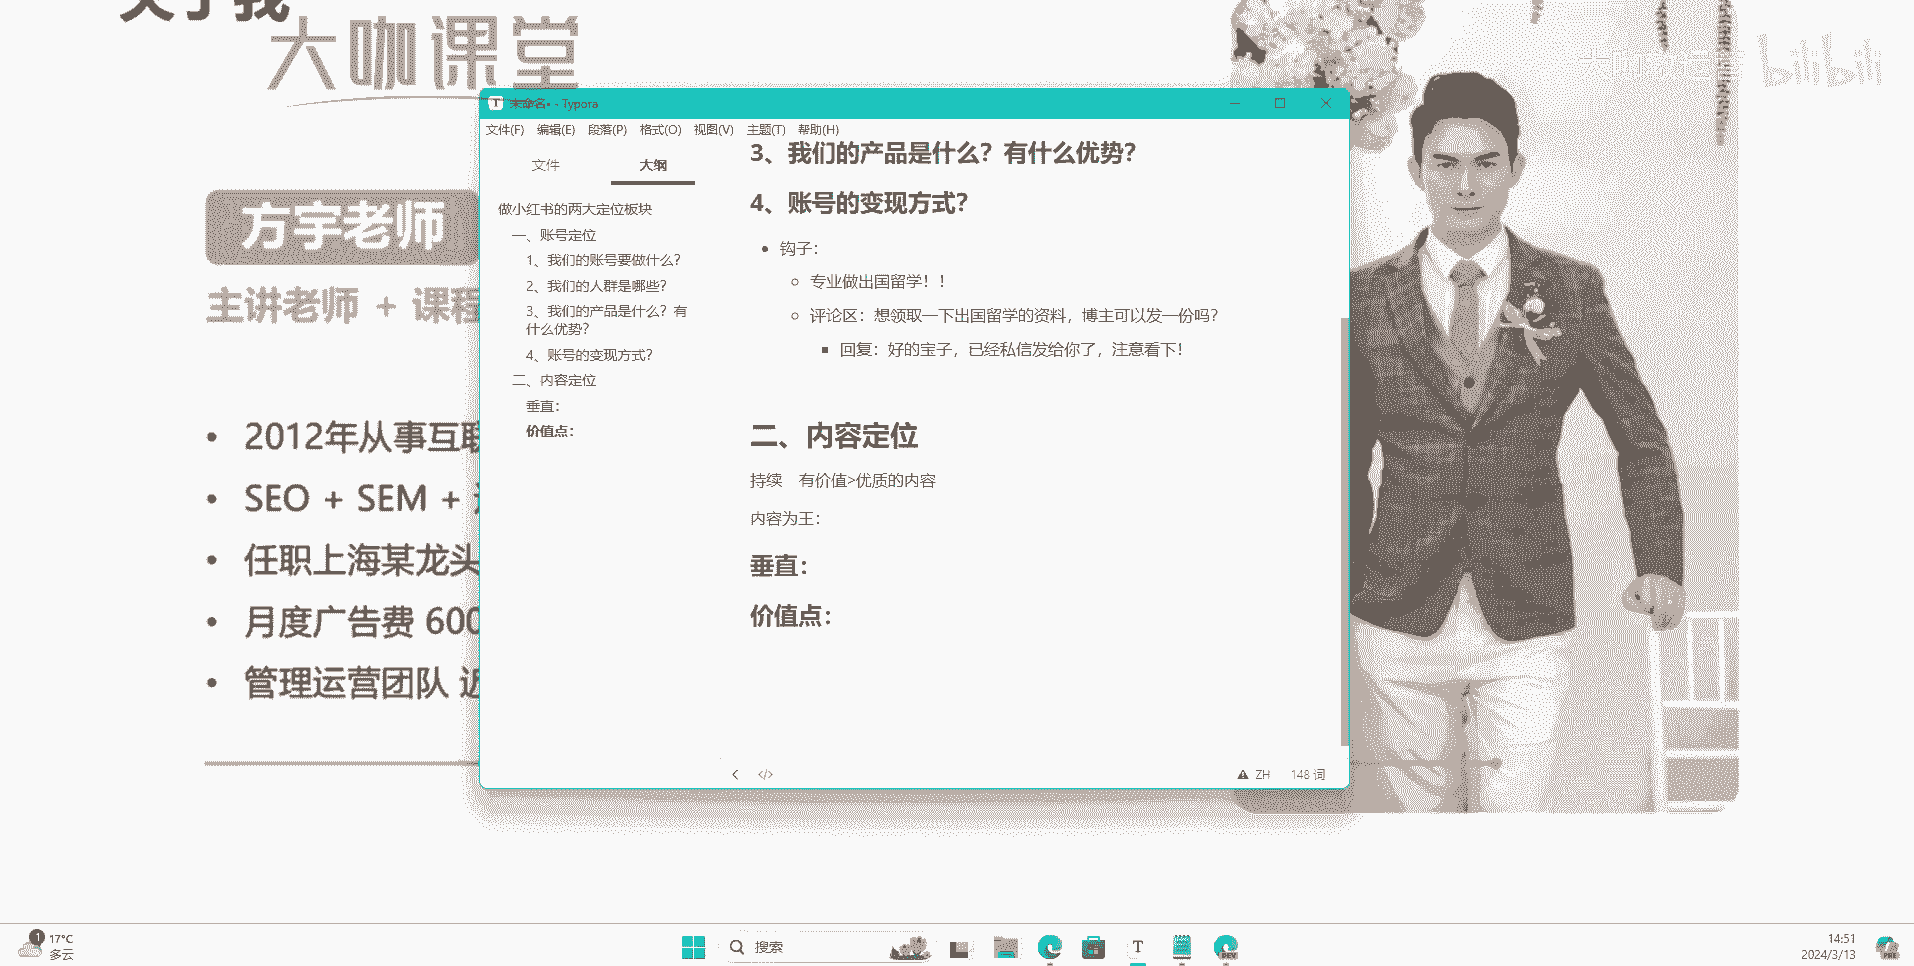 关于我
大咖课堂
bilibili
方宇老师
主讲老师 + 课程
2012年从事互联
SEO + SEM +
任职上海某龙头
月度广告费 600
管理运营团队 近
未命名• - Typora
文件(F) 编辑(E) 段落(P) 格式(O) 视图(V) 主题(T) 帮助(H)
文件 大纲
做小红书的两大定位板块
一、账号定位
1、我们的账号要做什么？
2、我们的人群是哪些？
3、我们的产品是什么？有
什么优势？
4、账号的变现方式？
二、内容定位
垂直：
价值点：
3、我们的产品是什么？有什么优势？
4、账号的变现方式？
钩子：
专业做出国留学！！
评论区：想领取一下出国留学的资料，博主可以发一份吗？
回复：好的宝子，已经私信发给你了，注意看下！
二、内容定位
持续 有价值>优质的内容
内容为王：
垂直：
价值点：
ZH 148 词
1
17°C
多云
搜索
T
DEV
14:51
2024/3/13
PRE